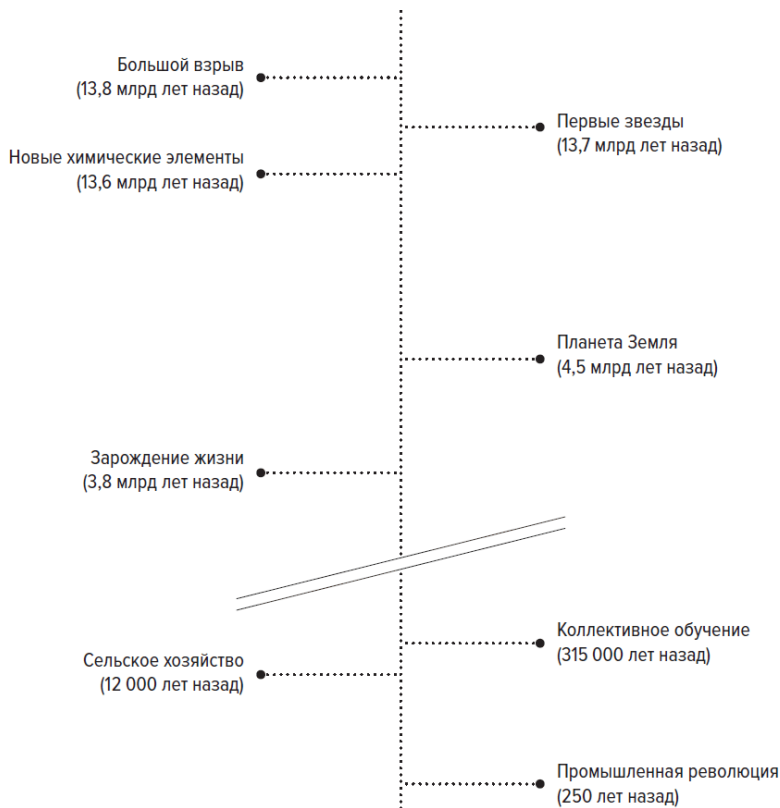 Большой взрыв
(13,8 млрд лет назад)
Первые звезды
(13,7 млрд лет назад)
Новые химические элементы
(13,6 млрд лет назад)
Планета Земля
(4,5 млрд лет назад)
Зарождение жизни
(3,8 млрд лет назад)
Коллективное обучение
(315 000 лет назад)
Сельское хозяйство
(12 000 лет назад)
Промышленная революция
(250 лет назад)